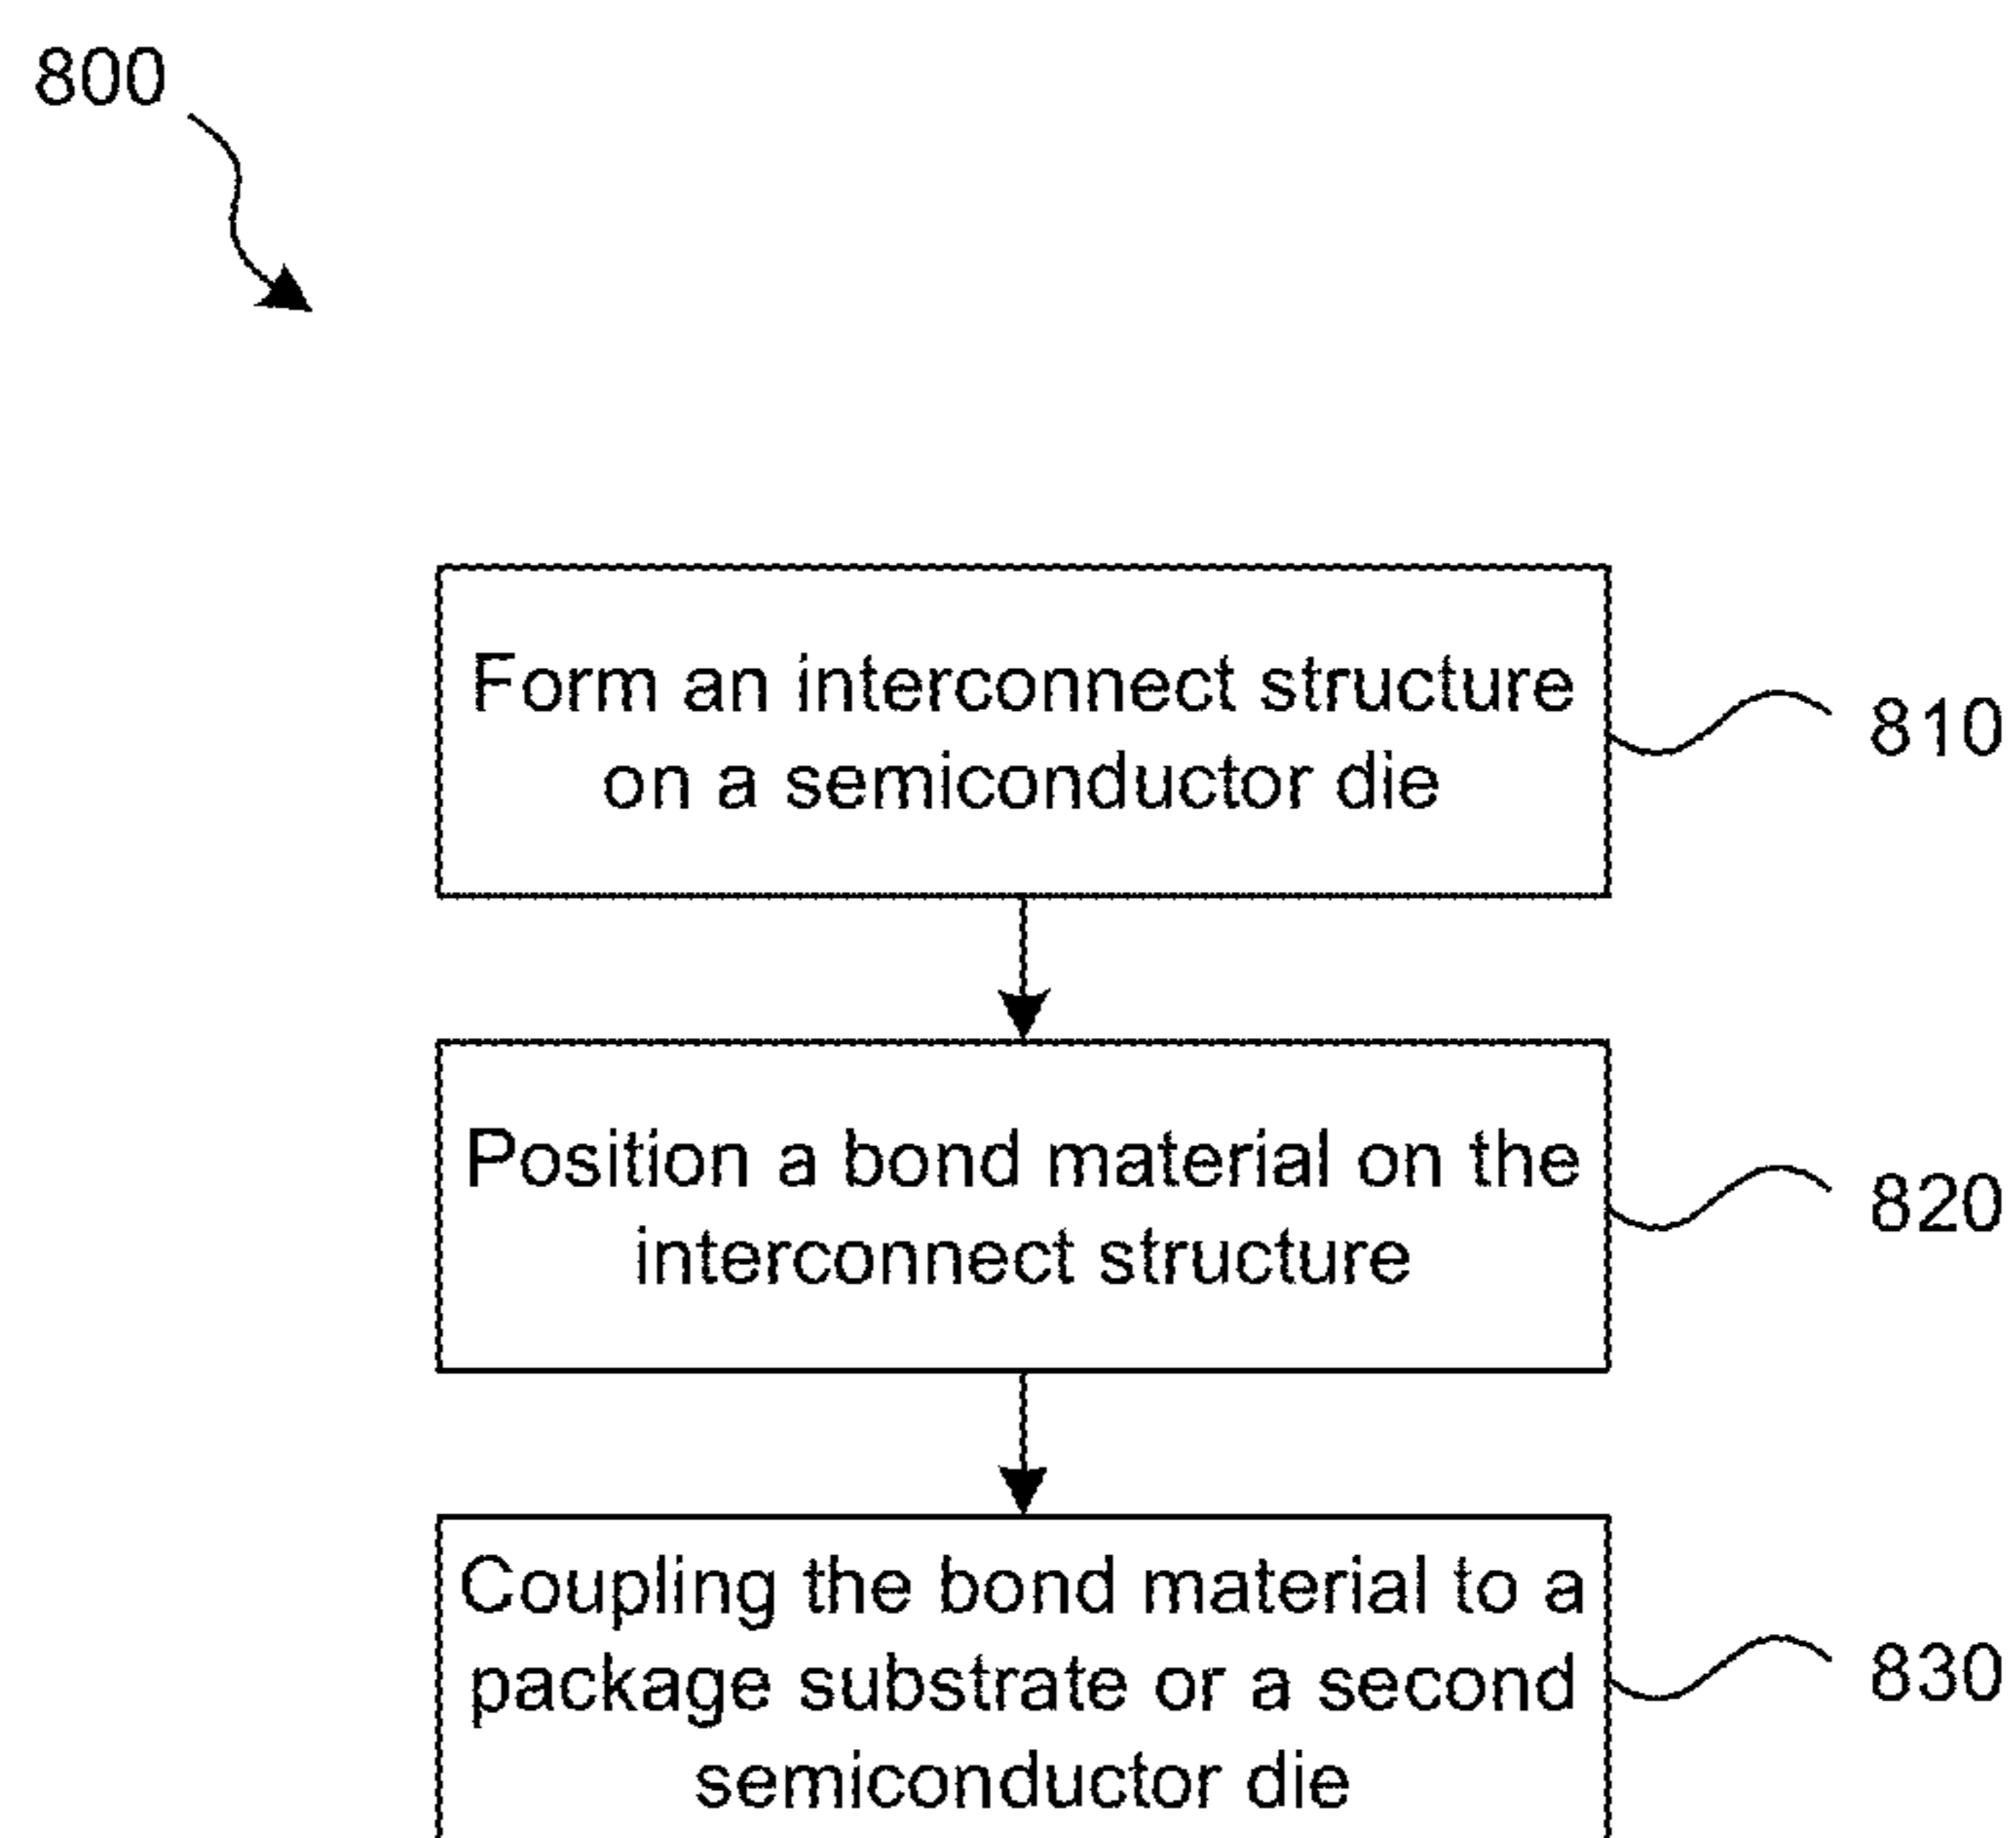 800
Form an interconnect structure
on a semiconductor die
810
Position a bond material on the
interconnect structure
820
Coupling the bond material to a
package substrate or a second
semiconductor die
830